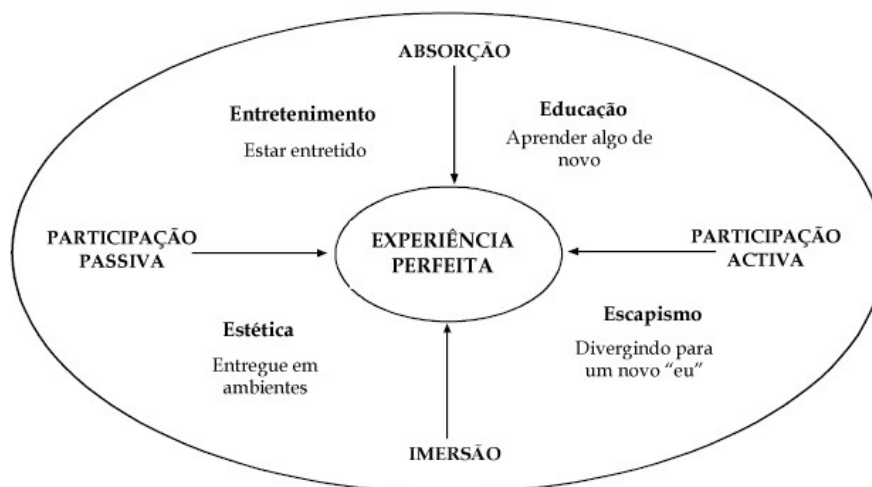 ABSORÇÃO
Entretenimento
Estar entretido
Educação
Aprender algo de
novo
PARTICIPAÇÃO
PASSIVA
EXPERIÊNCIA
PERFEITA
PARTICIPAÇÃO
ACTIVA
Estética
Entregue em
ambientes
Escapismo
Divergindo para
um novo “eu”
IMERSÃO